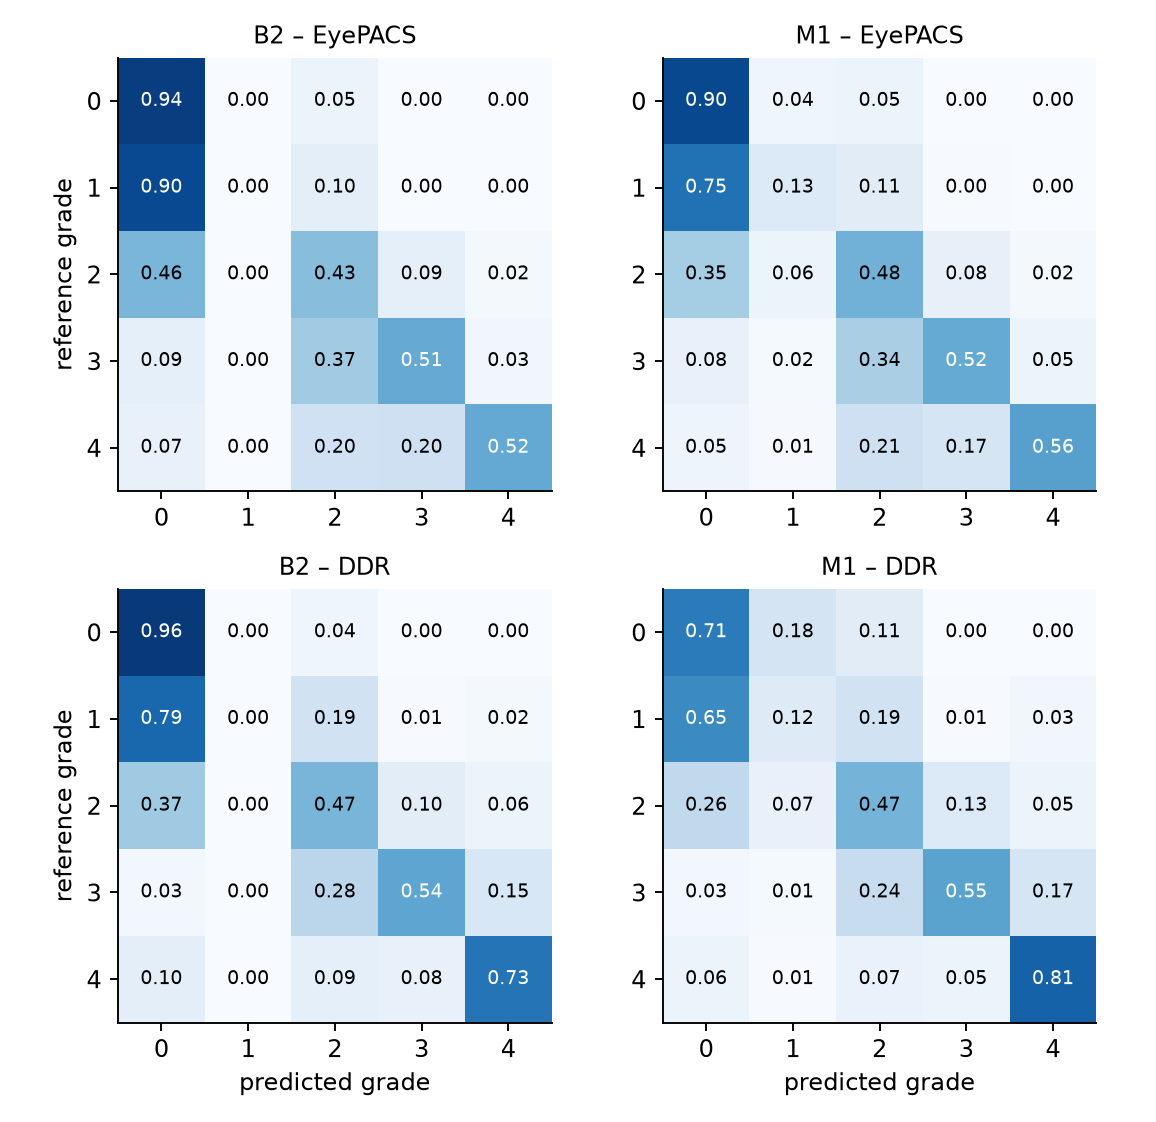 B2 – EyePACS
M1 – EyePACS
reference grade
0 0.94 0.00 0.05 0.00 0.00
1 0.90 0.00 0.10 0.00 0.00
2 0.46 0.00 0.43 0.09 0.02
3 0.09 0.00 0.37 0.51 0.03
4 0.07 0.00 0.20 0.20 0.52
0 1 2 3 4
0 0.90 0.04 0.05 0.00 0.00
1 0.75 0.13 0.11 0.00 0.00
2 0.35 0.06 0.48 0.08 0.02
3 0.08 0.02 0.34 0.52 0.05
4 0.05 0.01 0.21 0.17 0.56
0 1 2 3 4
B2 – DDR
M1 – DDR
reference grade
0 0.96 0.00 0.04 0.00 0.00
1 0.79 0.00 0.19 0.01 0.02
2 0.37 0.00 0.47 0.10 0.06
3 0.03 0.00 0.28 0.54 0.15
4 0.10 0.00 0.09 0.08 0.73
0 1 2 3 4
predicted grade
0 0.71 0.18 0.11 0.00 0.00
1 0.65 0.12 0.19 0.01 0.03
2 0.26 0.07 0.47 0.13 0.05
3 0.03 0.01 0.24 0.55 0.17
4 0.06 0.01 0.07 0.05 0.81
0 1 2 3 4
predicted grade